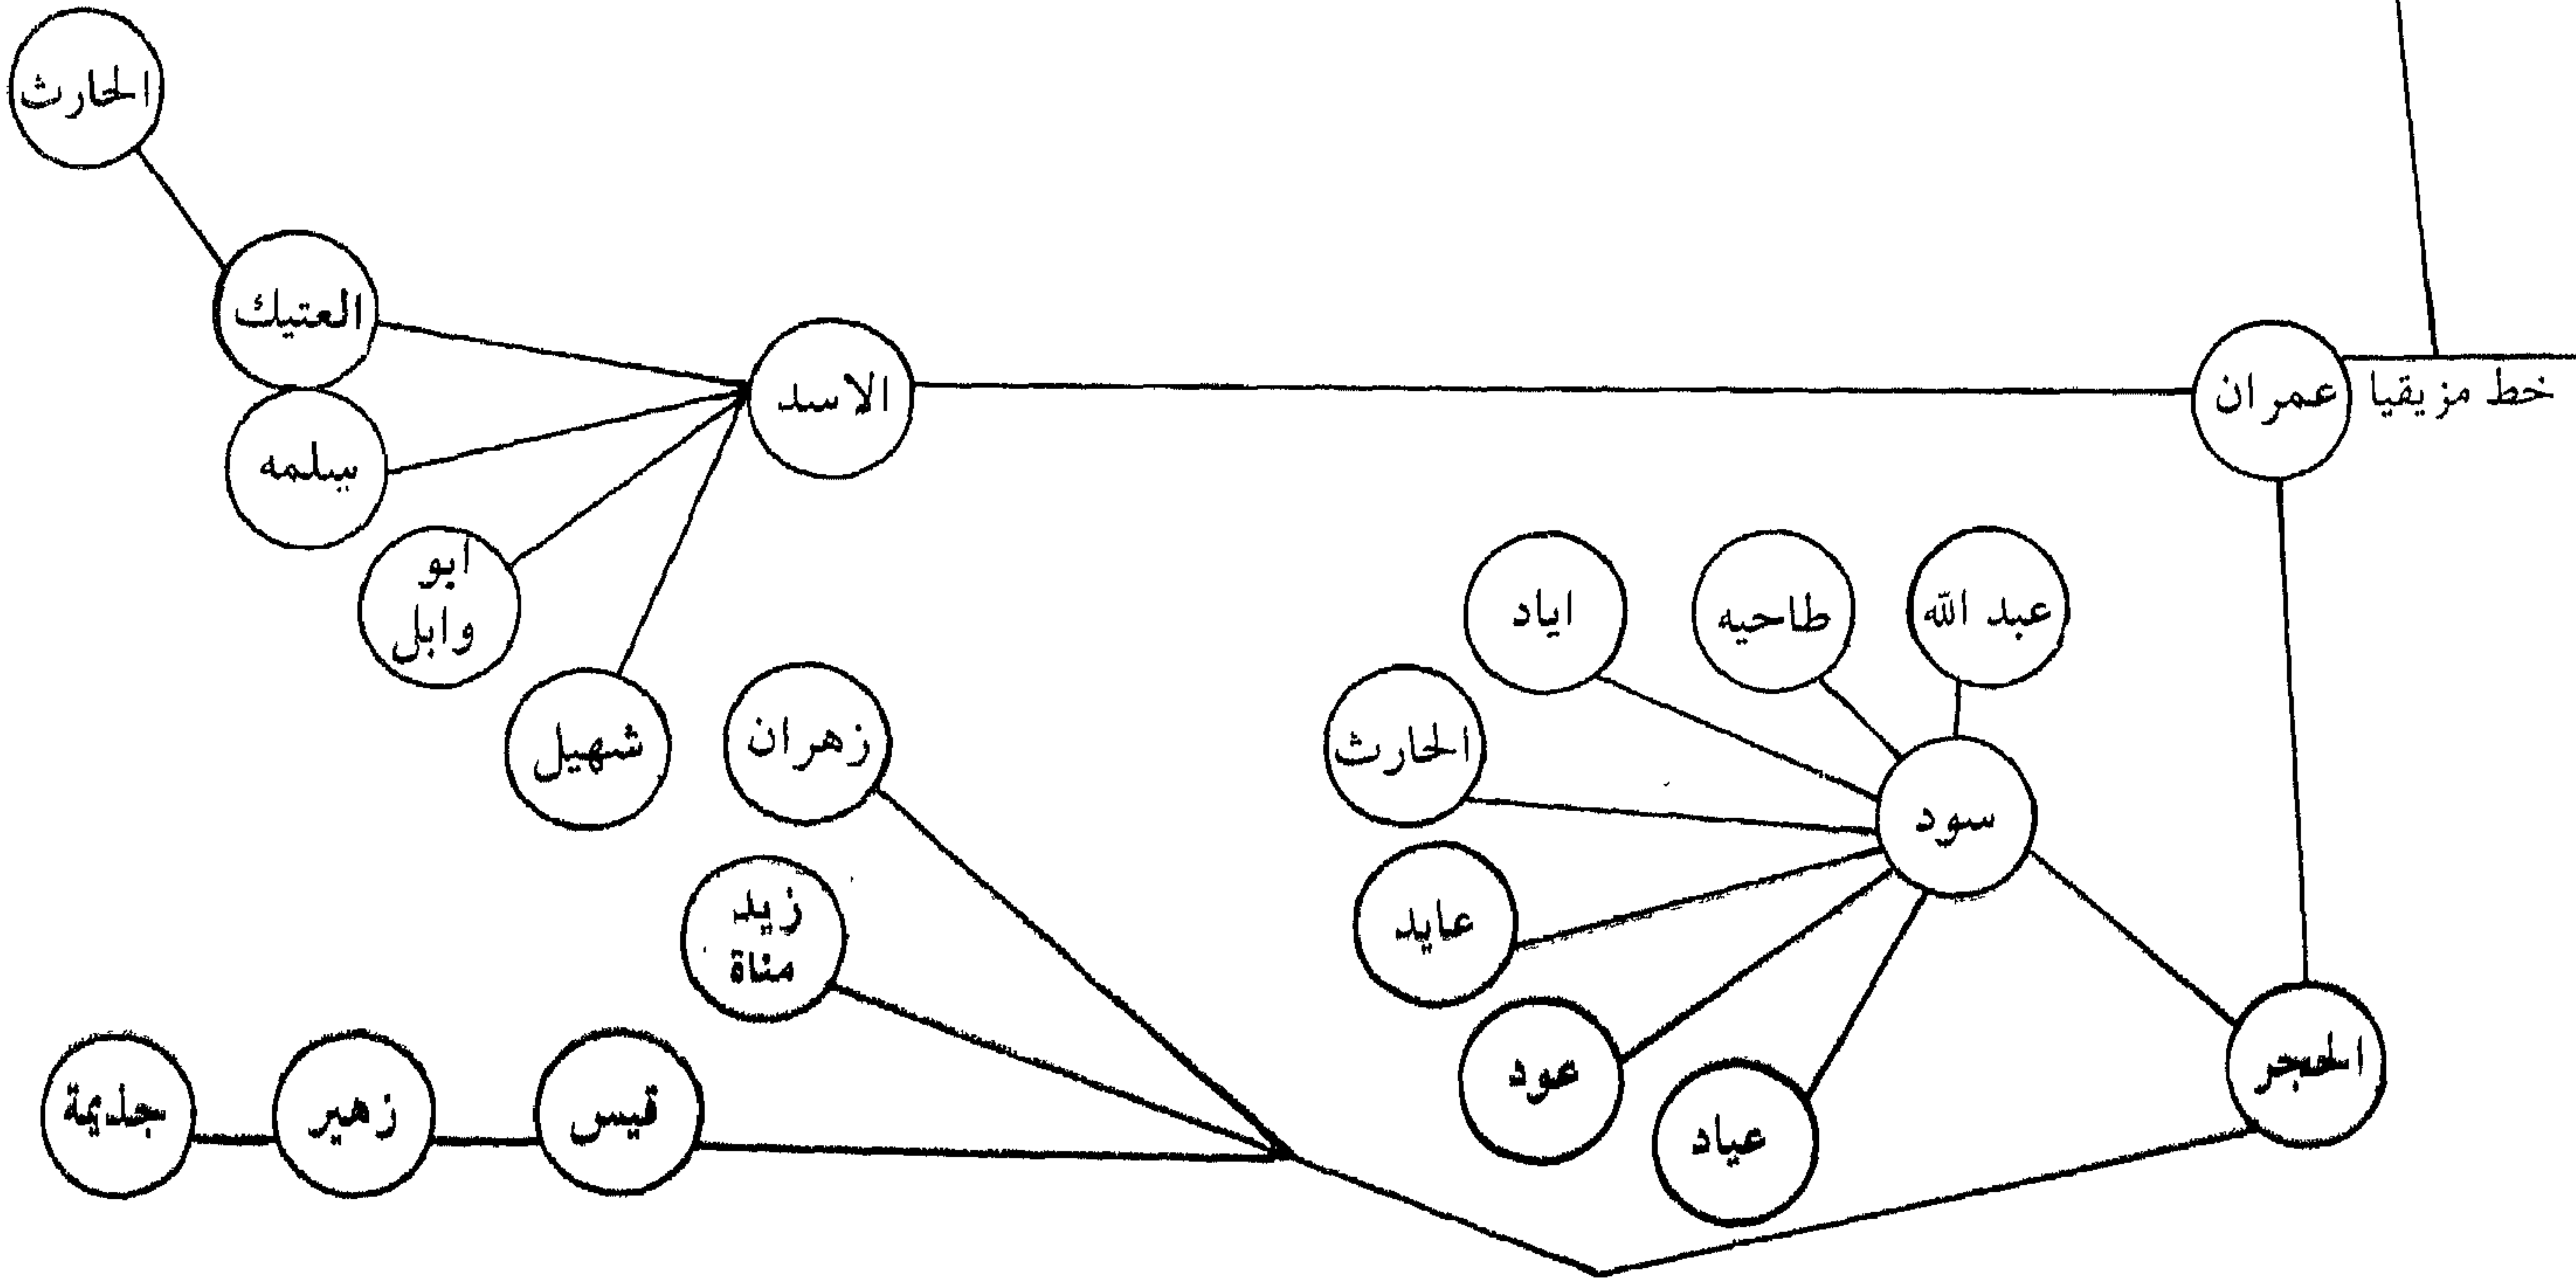 الحارث
العتيك
الاسد
عمران
خط مزيقيا
سلمه
ابو
وابل
شهيل
اياد
طاحيه
عبد الله
زهران
الحارث
سود
زيد
مناة
عايد
جذيمة
زهير
قيس
عود
عياد
الحجر